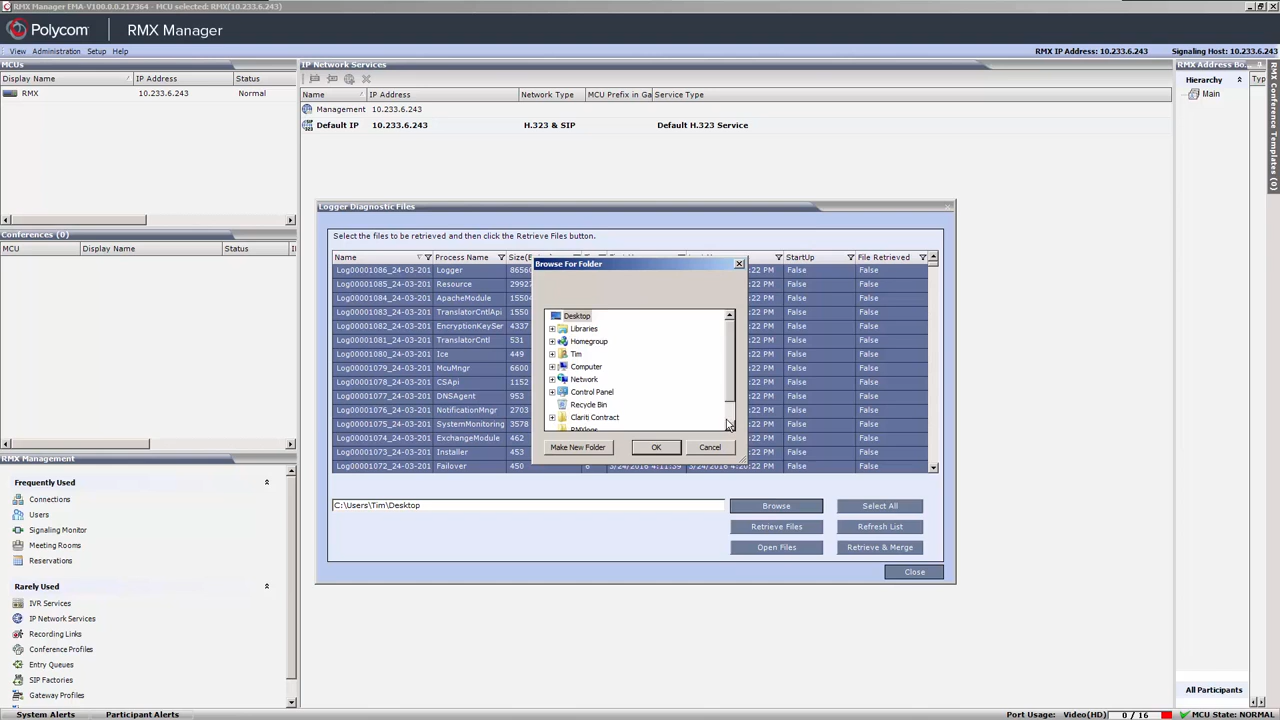 RMX Manager EMA-V100.0.0.217364 - MCU selected: RMX(10.233.6.243)
Polycom RMX Manager
View Administration Setup Help RMX IP Address: 10.233.6.243 Signaling Host: 10.233.6.243
MCUs
Display Name IP Address Status
RMX 10.233.6.243 Normal
Conferences (0)
MCU Display Name Status
RMX Management
Frequently Used
Connections
Users
Signaling Monitor
Meeting Rooms
Reservations
Rarely Used
IVR Services
IP Network Services
Recording Links
Conference Profiles
Entry Queues
SIP Factories
Gateway Profiles
IP Network Services
Name IP Address Network Type MCU Prefix in Ga Service Type
Management 10.233.6.243
Default IP 10.233.6.243 H.323 & SIP Default H.323 Service
Logger Diagnostic Files
Select the files to be retrieved and then click the Retrieve Files button.
Name Process Name StartUp File Retrieved
Log00001086_24-03-201 Logger 8656 :22 PM False False
Log00001085_24-03-201 Resource 2992 :22 PM False False
Log00001084_24-03-201 ApacheModule 1550 :22 PM False False
Log00001083_24-03-201 TranslatorCntlApi 1550 :22 PM False False
Log00001082_24-03-201 EncryptionKeySer 4337 :22 PM False False
Log00001081_24-03-201 TranslatorCntl 531 :22 PM False False
Log00001080_24-03-201 Ice 449 :22 PM False False
Log00001079_24-03-201 McuMngr 6180 :22 PM False False
Log00001078_24-03-201 CSApi 1152 :22 PM False False
Log00001077_24-03-201 DNSAgent 953 :22 PM False False
Log00001076_24-03-201 NotificationMngr 2703 :22 PM False False
Log00001075_24-03-201 SystemMonitoring 3578 :22 PM False False
Log00001074_24-03-201 ExchangeModule 462 :22 PM False False
Log00001073_24-03-201 Installer 453 :22 PM False False
Log00001072_24-03-201 Failover 450 6 3/24/2016 4:11:39 3/24/2016 4:20:22 PM False False
Browse For Folder
Desktop
Libraries
Homegroup
Tim
Computer
Network
Control Panel
Recycle Bin
Clariti Contract
RMXlogs
Make New Folder OK Cancel
C:\Users\Tim\Desktop Browse Select All
Retrieve Files Refresh List
Open Files Retrieve & Merge
Close
RMX Address Bo..
Hierarchy Typ
Main
All Participants
RMX Conference Templates (0)
System Alerts Participant Alerts Port Usage: Video(HD) 0 / 16 MCU State: NORMAL